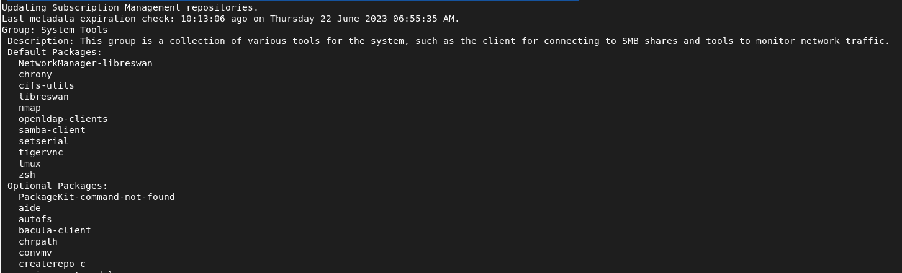 Updating Subscription Management repositories.
Last metadata expiration check: 10:13:06 ago on Thursday 22 June 2023 06:55:35 AM.
Group: System Tools
Description: This group is a collection of various tools for the system, such as the client for connecting to SMB shares and tools to monitor network traffic.
Default Packages:
NetworkManager-libreswan
chrony
cifs-utils
libreswan
nmap
openldap-clients
samba-client
setserial
tigervnc
tmux
zsh
Optional Packages:
PackageKit-command-not-found
aide
autofs
bacula-client
chrpath
convmv
createrepo_c